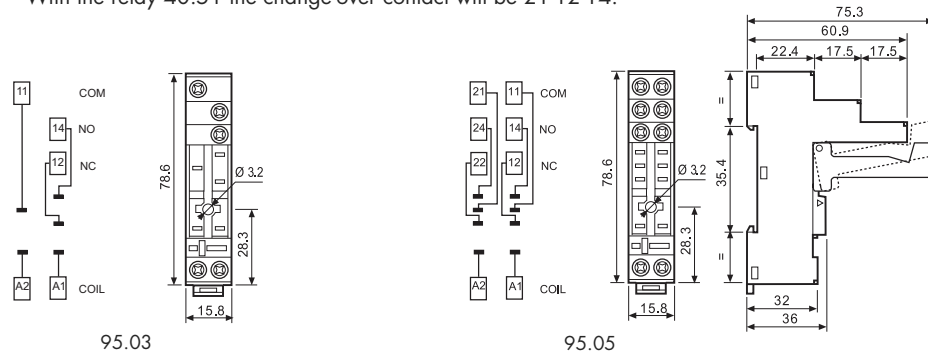 With the relay the change over contact will be 21-12-14.
75.3
60.9
22.4 17.5 17.5
11 COM
14 NO
12 NC
A2 A1 COIL
78.6
Ø 3.2
28.3
15.8
95.03
21 11 COM
24 14 NO
22 12 NC
A2 A1 COIL
78.6
Ø 3.2
28.3
15.8
95.05
=
35.4
=
32
36